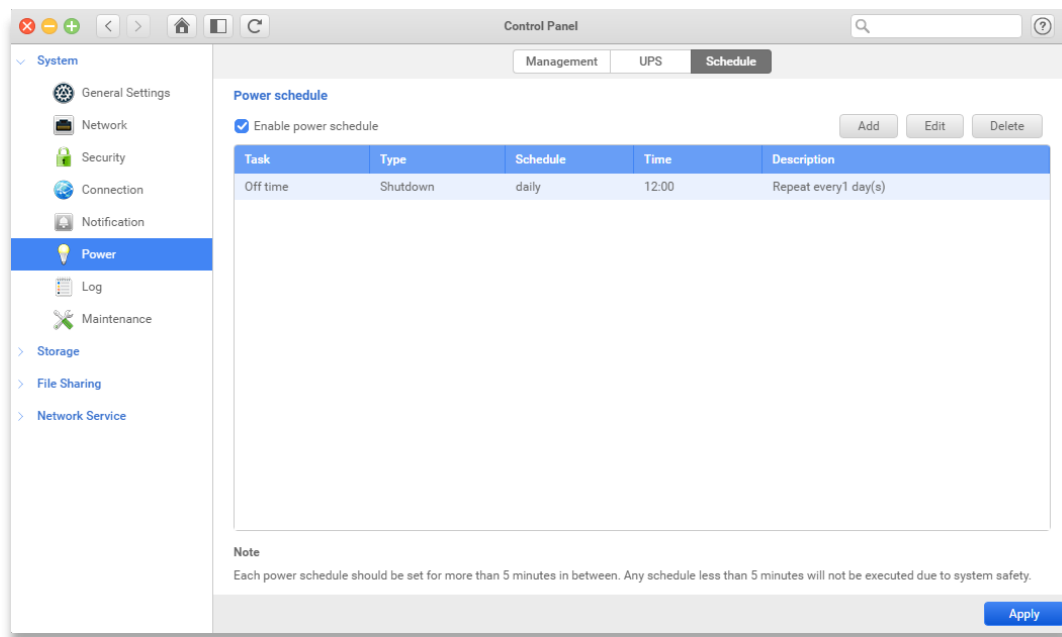 Control Panel
System
General Settings
Network
Security
Connection
Notification
Power
Log
Maintenance
Storage
File Sharing
Network Service
Management UPS Schedule
Power schedule
Enable power schedule Add Edit Delete
Task Type Schedule Time Description
Off time Shutdown daily 12:00 Repeat every1 day(s)
Note
Each power schedule should be set for more than 5 minutes in between. Any schedule less than 5 minutes will not be executed due to system safety.
Apply